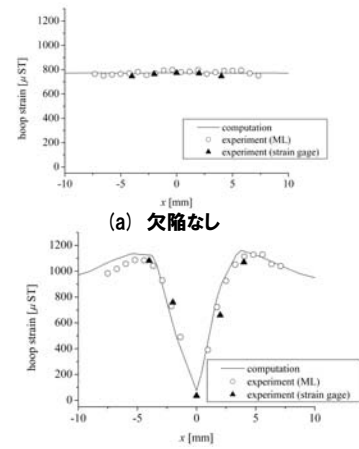 1200
1000
800
600
400
200
0
hoop strain [μST]
computation
experiment (ML)
experiment (strain gage)
-10 -5 0 5 10
x [mm]
(a) 欠陥なし
1200
1000
800
600
400
200
0
hoop strain [μST]
computation
experiment (ML)
experiment (strain gage)
-10 -5 0 5 10
x [mm]